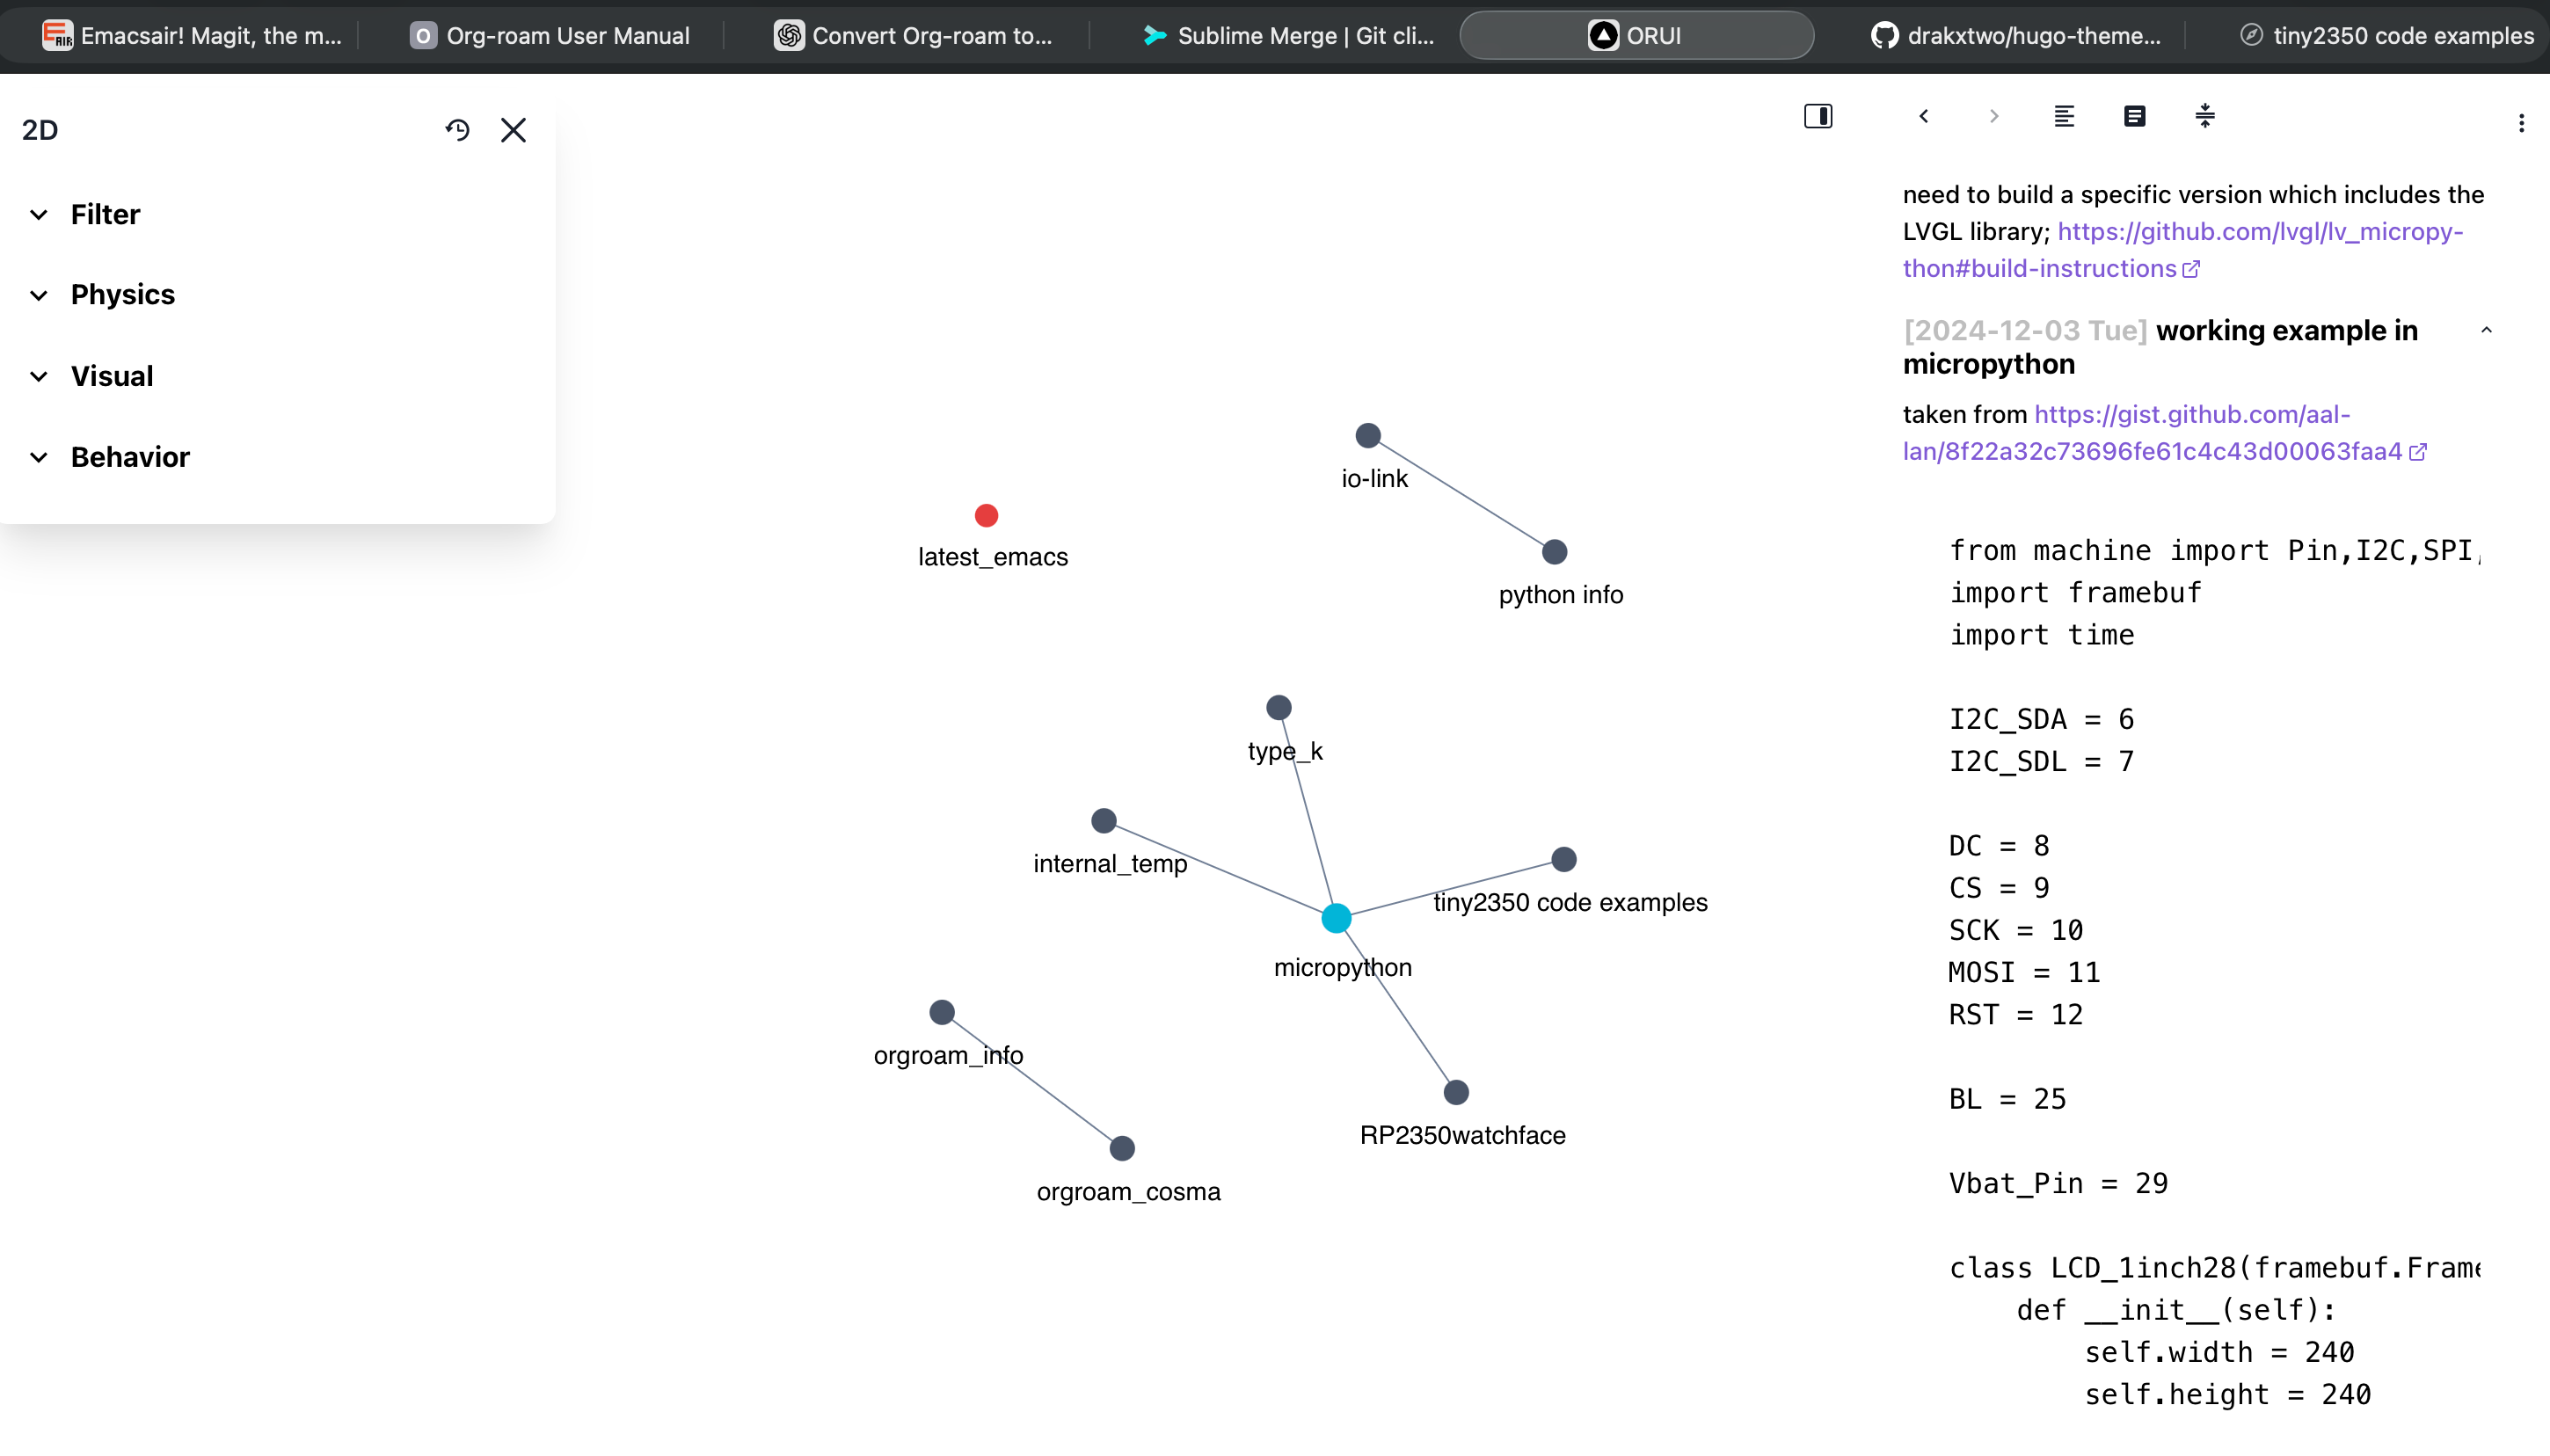 Emacsair! Magit, the m...
Org-roam User Manual
Convert Org-roam to...
Sublime Merge | Git cli...
ORUI
drakxtwo/hugo-theme...
tiny2350 code examples
2D
Filter
Physics
Visual
Behavior
io-link
latest_emacs
python info
type_k
internal_temp
tiny2350 code examples
micropython
orgroam_info
RP2350watchface
orgroam_cosma
need to build a specific version which includes the
LVGL library; https://github.com/lvgl/lv_micropy-
thon#build-instructions
[2024-12-03 Tue] working example in
micropython
taken from https://gist.github.com/aal-
lan/8f22a32c73696fe61c4c43d00063faa4
from machine import Pin,I2C,SPI,
import framebuf
import time
I2C_SDA = 6
I2C_SDL = 7
DC = 8
CS = 9
SCK = 10
MOSI = 11
RST = 12
BL = 25
Vbat_Pin = 29
class LCD_1inch28(framebuf.Frame
    def __init__(self):
        self.width = 240
        self.height = 240